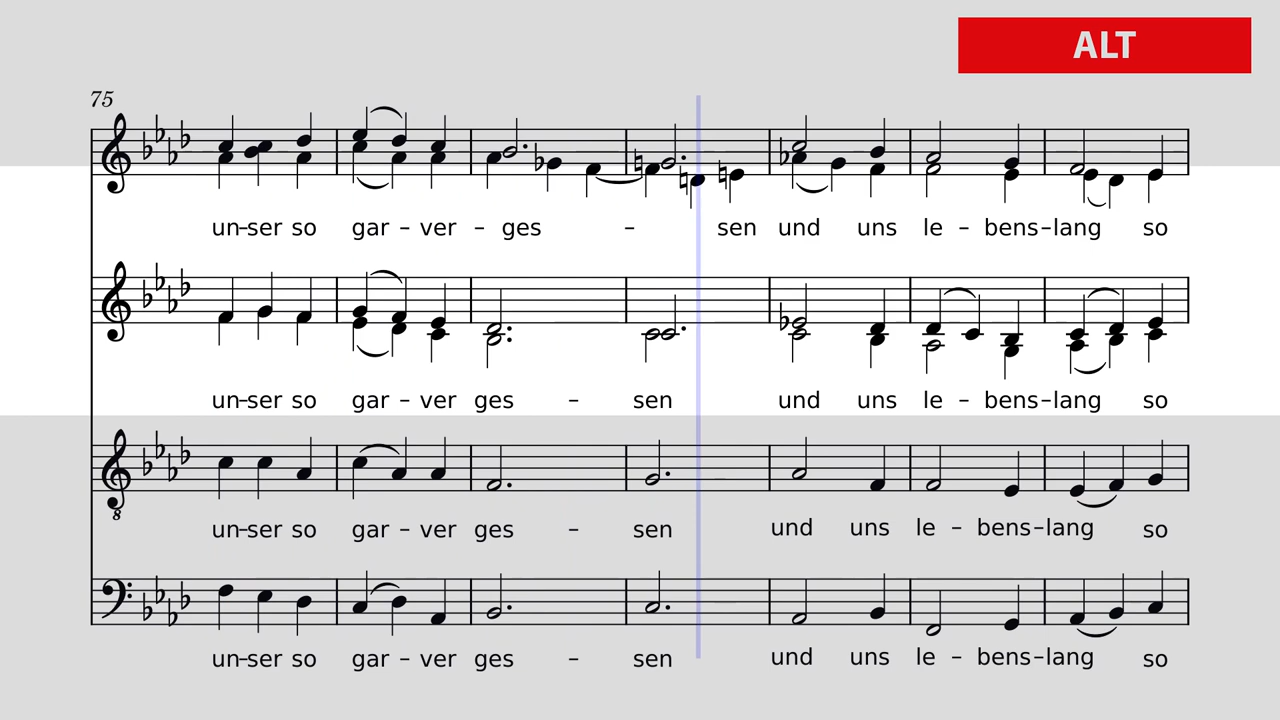 ALT
75
un-ser so gar – ver – ges – sen und uns le – bens–lang so
un-ser so gar – ver ges – sen und uns le – bens–lang so
8
un-ser so gar – ver ges – sen und uns le – bens–lang so
un-ser so gar – ver ges – sen und uns le – bens–lang so